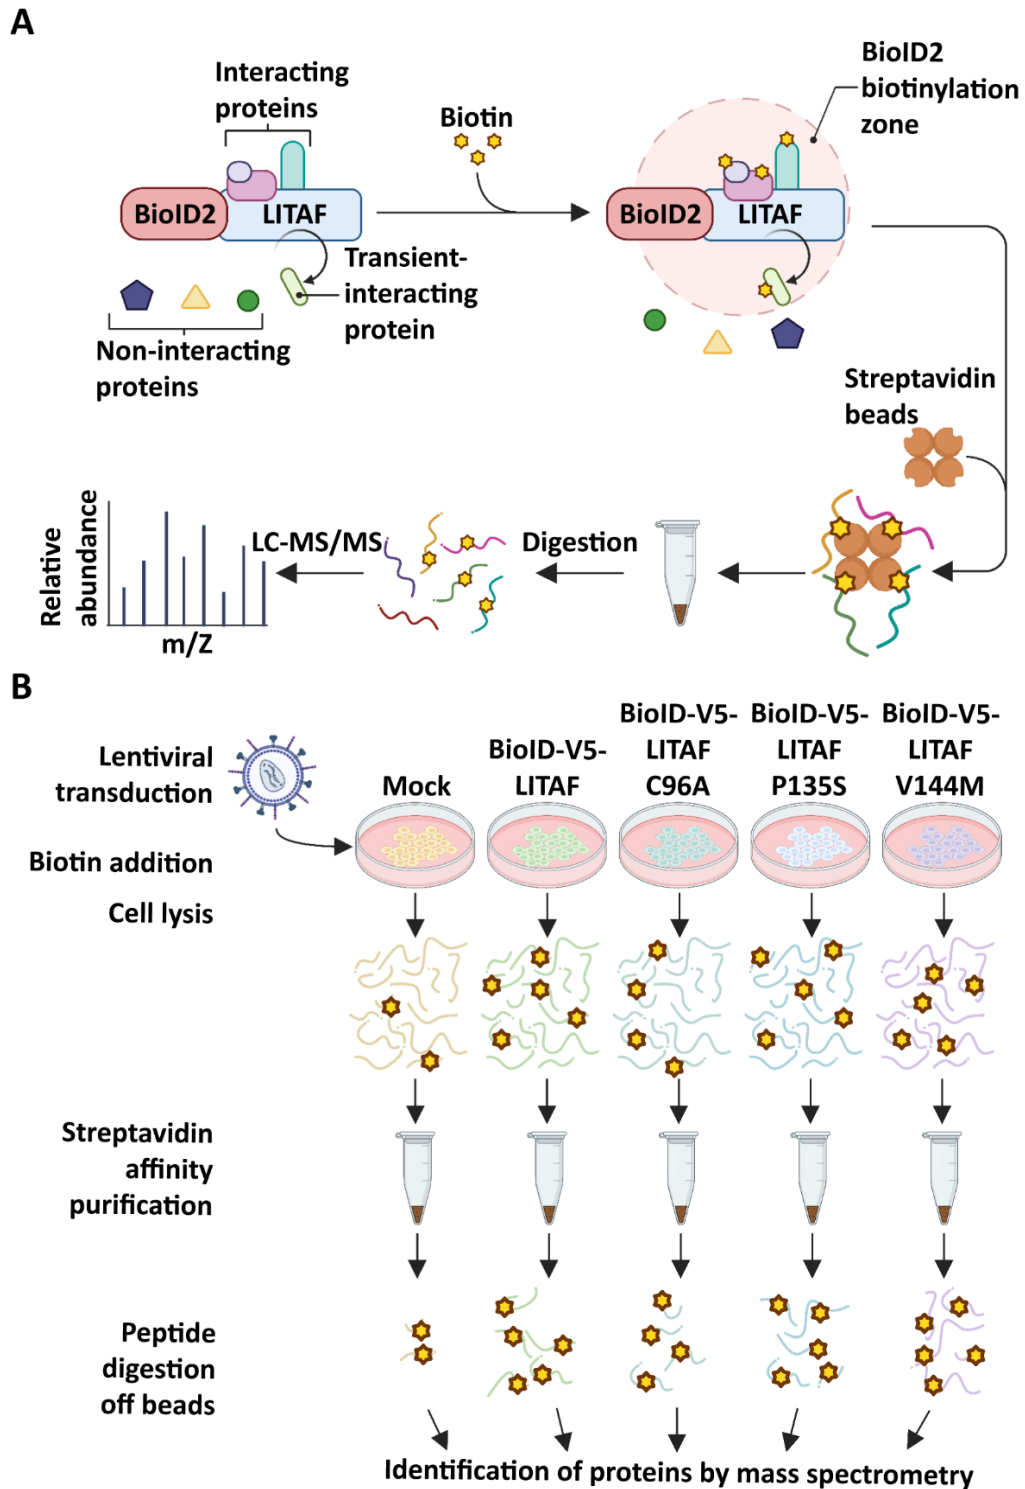 A
Interacting
proteins
Biotin
BioID2
biotinylation
zone
BioID2
LITAF
BioID2
LITAF
Transient-
interacting
protein
Non-interacting
proteins
Streptavidin
beads
Relative
abundance
LC-MS/MS
Digestion
m/Z
B
Lentiviral
transduction
Mock
BioID-V5-
LITAF
BioID-V5-
LITAF
C96A
BioID-V5-
LITAF
P135S
BioID-V5-
LITAF
V144M
Biotin addition
Cell lysis
Streptavidin
affinity
purification
Peptide
digestion
off beads
Identification of proteins by mass spectrometry